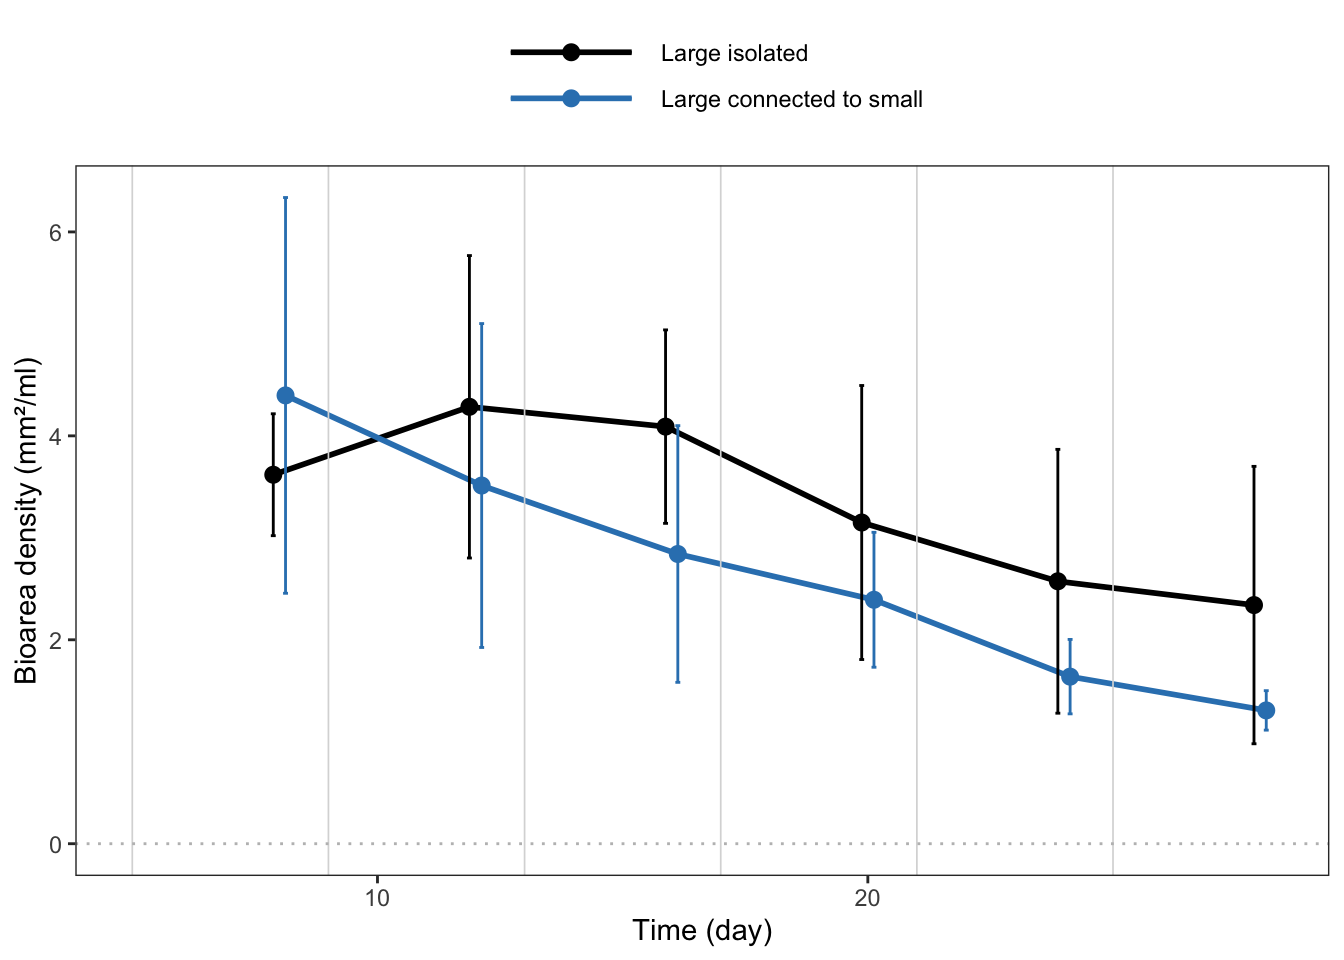 Large isolated
Large connected to small
Bioarea density (mm²/ml)
6
4
2
0
10 20
Time (day)